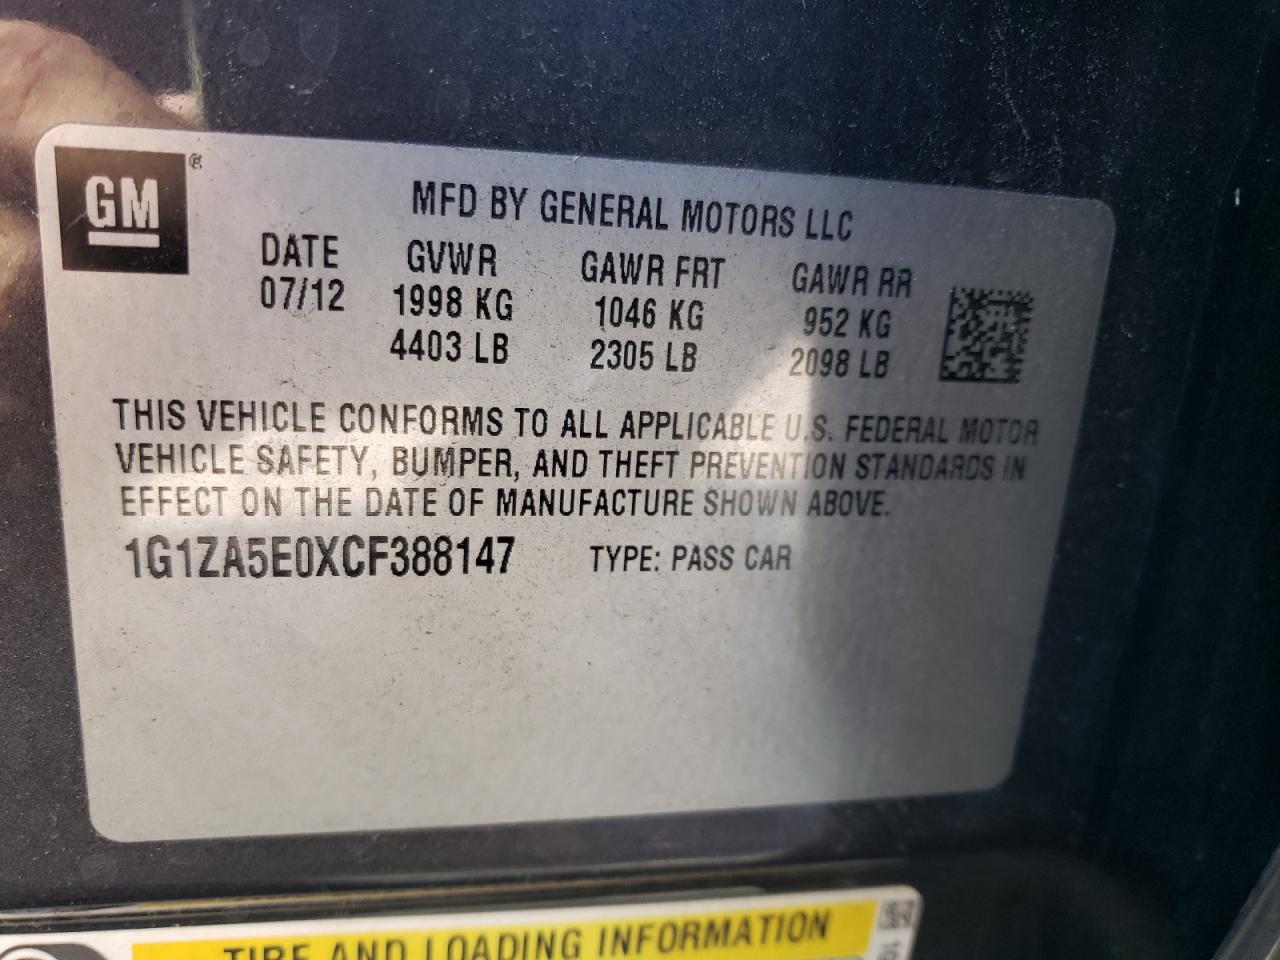 GM®
MFD BY GENERAL MOTORS LLC
DATE GVWR GAWR FRT GAWR RR
07/12 1998 KG 1046 KG 952 KG
4403 LB 2305 LB 2098 LB
THIS VEHICLE CONFORMS TO ALL APPLICABLE U.S. FEDERAL MOTOR
VEHICLE SAFETY, BUMPER, AND THEFT PREVENTION STANDARDS IN
EFFECT ON THE DATE OF MANUFACTURE SHOWN ABOVE.
1G1ZA5E0XCF388147 TYPE: PASS CAR
TIRE AND LOADING INFORMATION